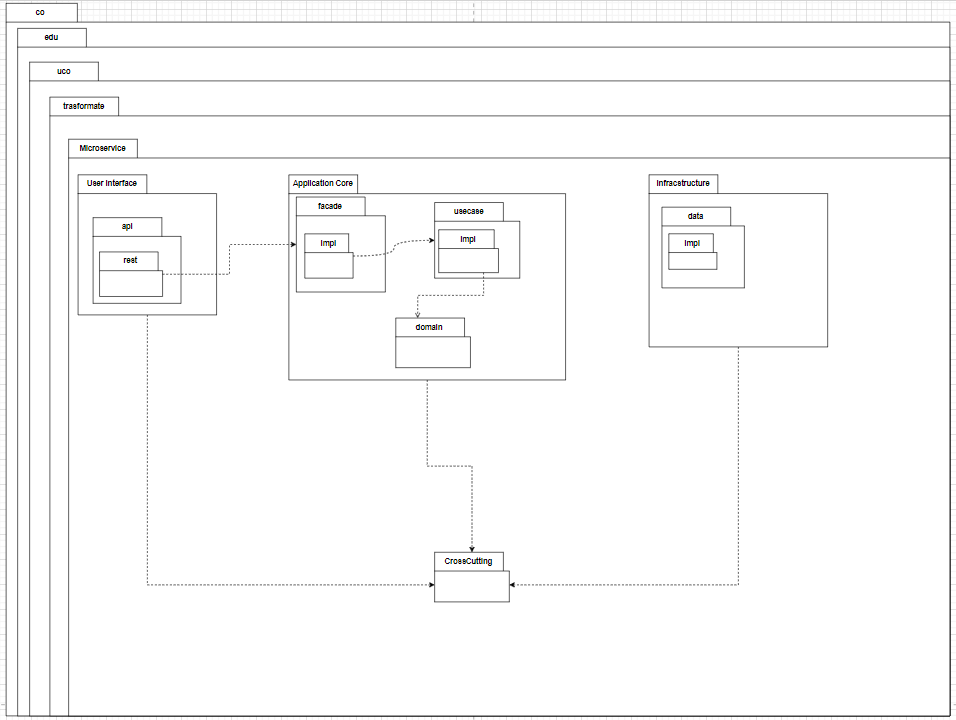 co
edu
uco
trasformate
Microservice
User Interface
Application Core
Infracstructure
facade
usecase
data
api
Impl
Impl
Impl
rest
domain
CrossCutting